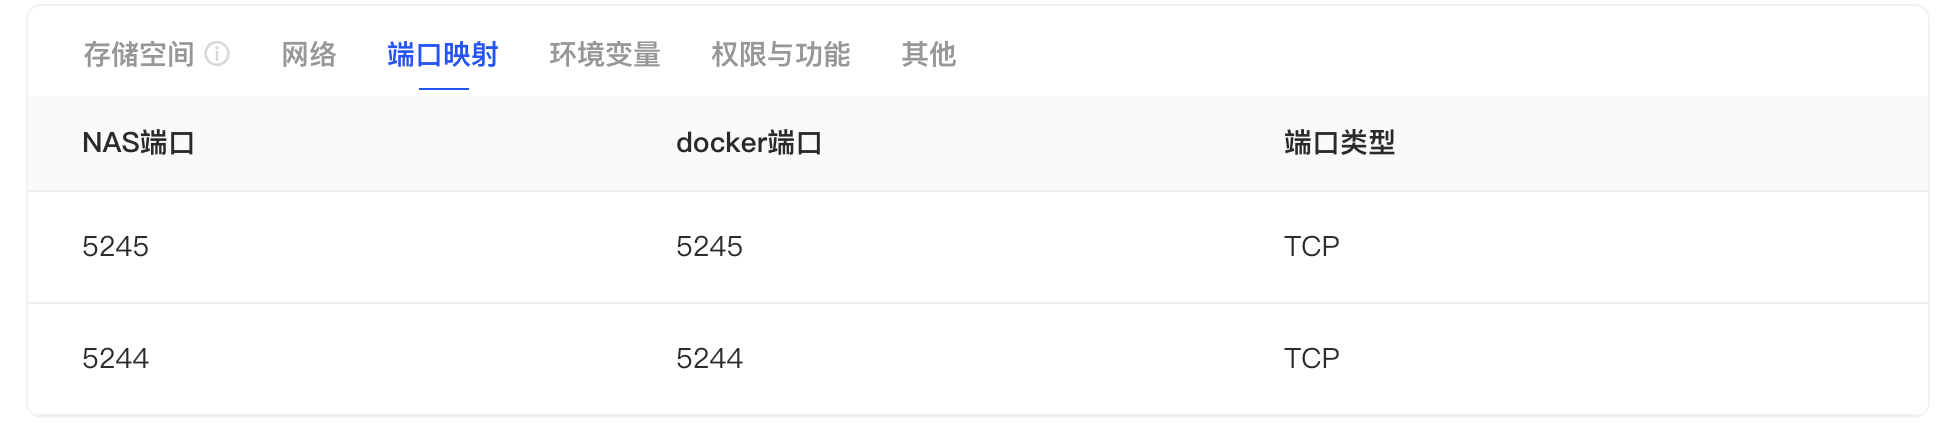 存储空间 网络 端口映射 环境变量 权限与功能 其他
NAS端口 docker端口 端口类型
5245 5245 TCP
5244 5244 TCP